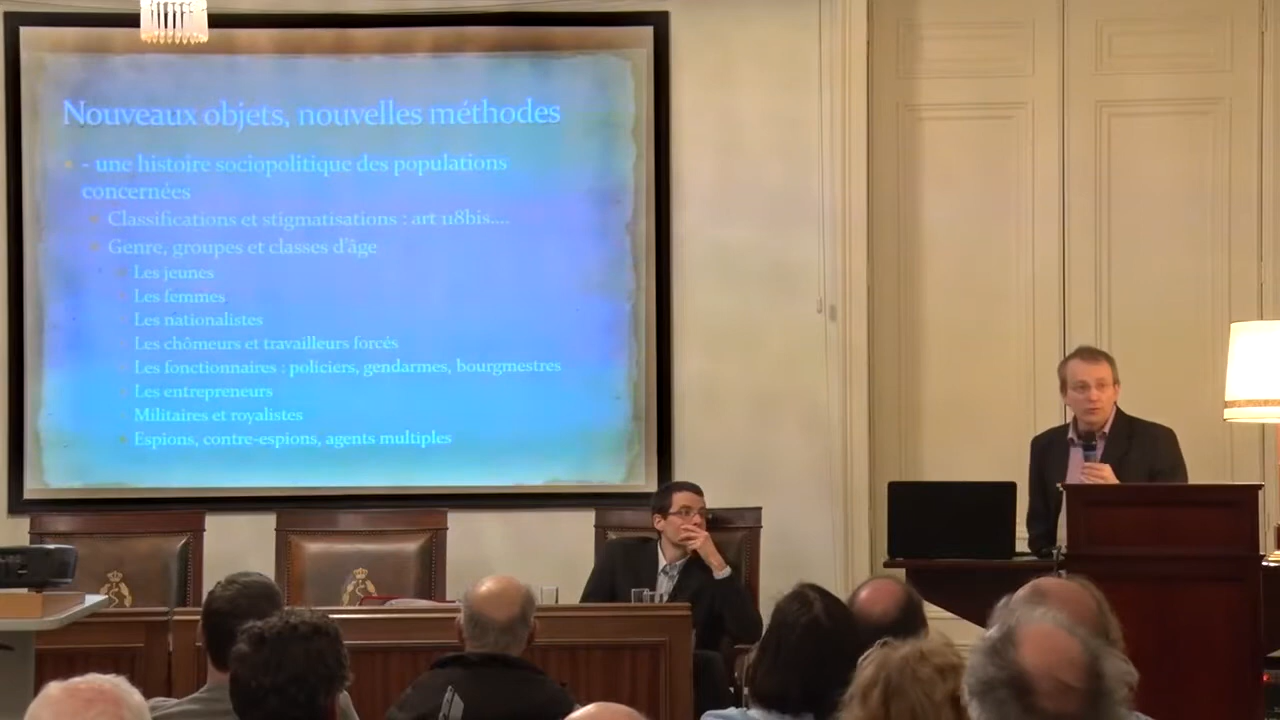 Nouveaux objets, nouvelles méthodes
- une histoire sociopolitique des populations
concernées
Classifications et stigmatisations : art 118bis....
Genre, groupes et classes d'âge
Les jeunes
Les femmes
Les nationalistes
Les chômeurs et travailleurs forcés
Les fonctionnaires : policiers, gendarmes, bourgmestres
Les entrepreneurs
Militaires et royalistes
Espions, contre-espions, agents multiples